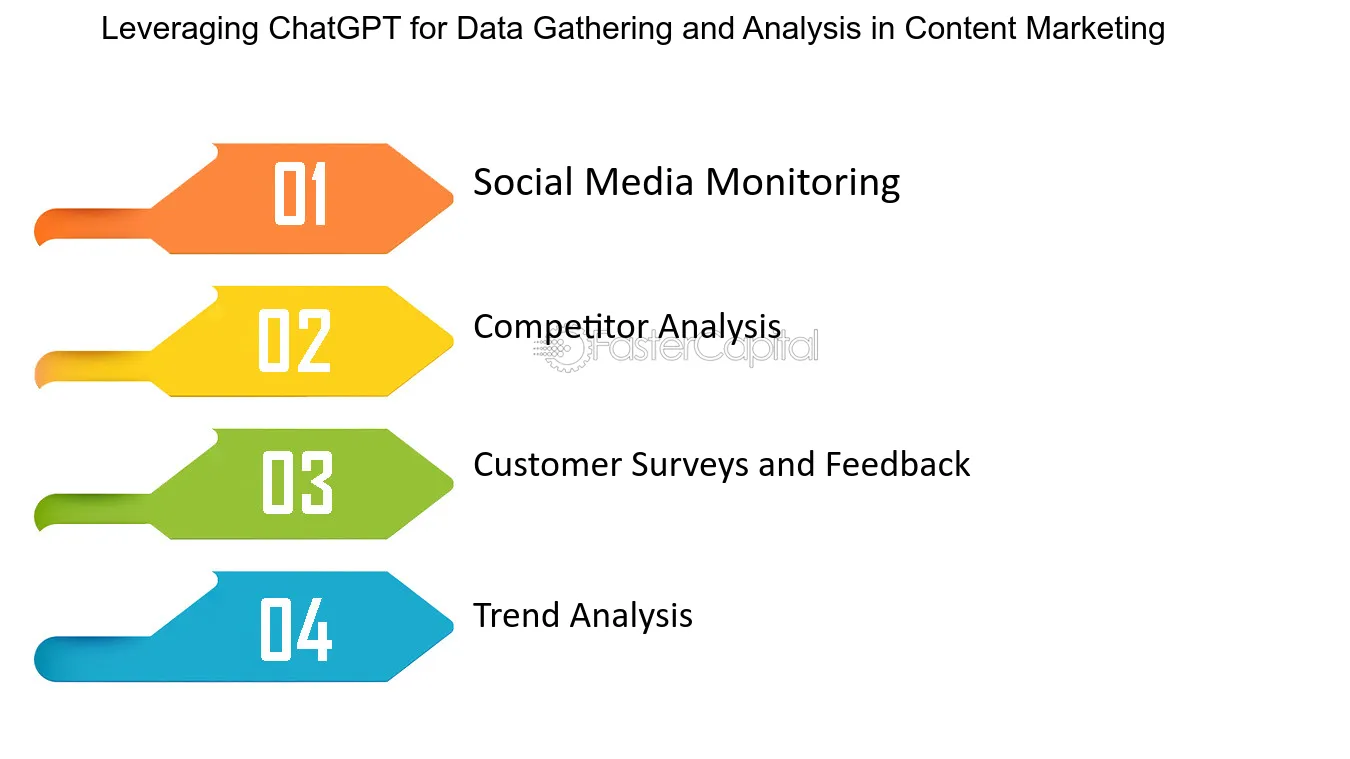 Leveraging ChatGPT for Data Gathering and Analysis in Content Marketing
01
Social Media Monitoring
02
Competitor Analysis
FasterCapital
03
Customer Surveys and Feedback
04
Trend Analysis